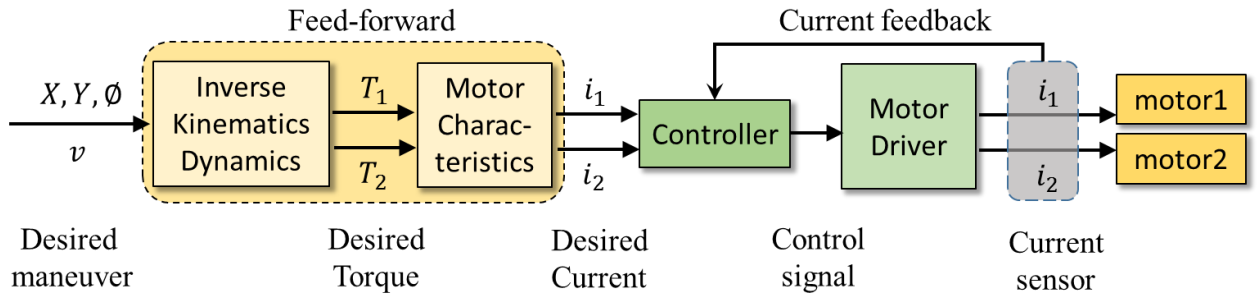 Feed-forward
Current feedback
X, Y, ∅
v
Inverse
Kinematics
Dynamics
T₁
T₂
Motor
Charac-
teristics
i₁
i₂
Controller
Motor
Driver
i₁
i₂
motor1
motor2
Desired
maneuver
Desired
Torque
Desired
Current
Control
signal
Current
sensor